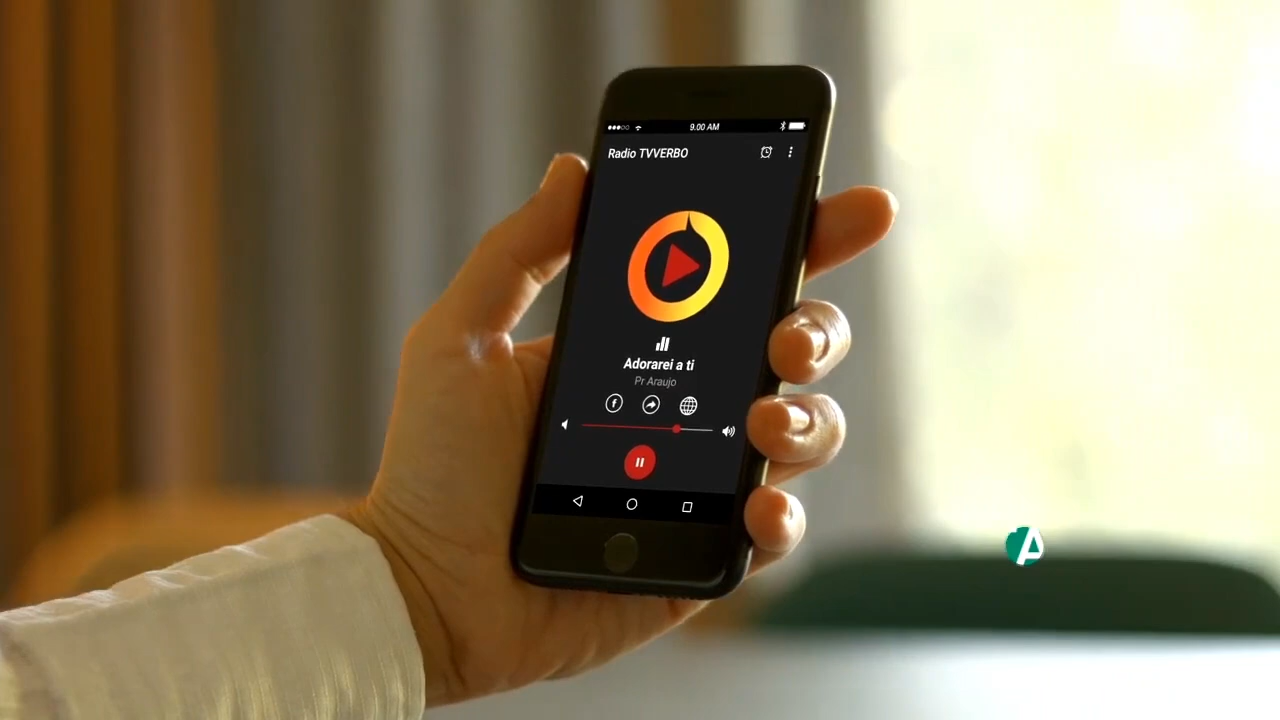 9.00 AM
Radio TVVERBO
Adorarei a ti
Pr Araujo
f
A